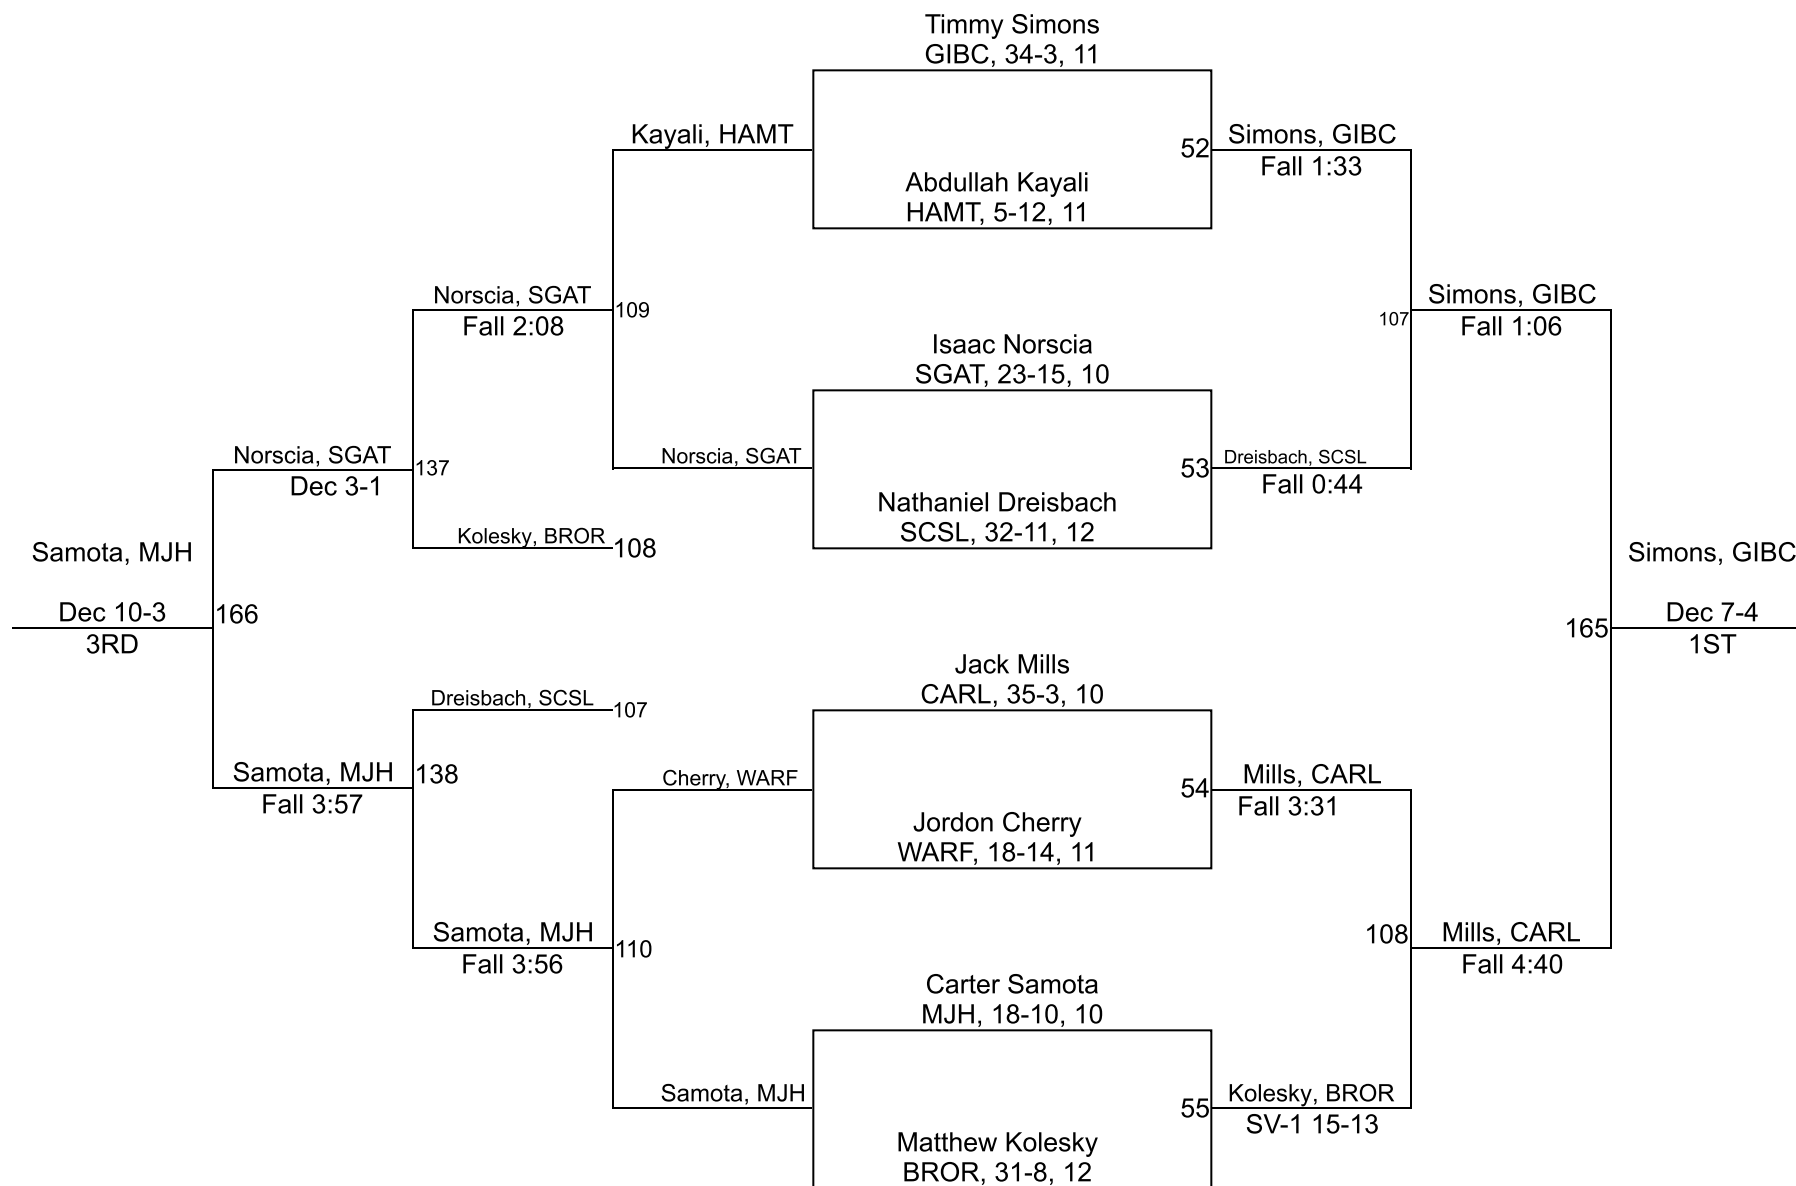 Timmy Simons
GIBC, 34-3, 11
Kayali, HAMT
52
Simons, GIBC
Fall 1:33
Abdullah Kayali
HAMT, 5-12, 11
Norscia, SGAT
Fall 2:08
109
107
Simons, GIBC
Fall 1:06
Isaac Norscia
SGAT, 23-15, 10
Norscia, SGAT
Dec 3-1
137
Norscia, SGAT
53
Dreisbach, SCSL
Fall 0:44
Nathaniel Dreisbach
SCSL, 32-11, 12
Kolesky, BROR
108
Samota, MJH
Dec 10-3
3RD
166
Simons, GIBC
165
Dec 7-4
1ST
Jack Mills
CARL, 35-3, 10
Dreisbach, SCSL
107
Samota, MJH
Fall 3:57
138
Cherry, WARF
54
Mills, CARL
Fall 3:31
Jordon Cherry
WARF, 18-14, 11
Samota, MJH
Fall 3:56
110
108
Mills, CARL
Fall 4:40
Carter Samota
MJH, 18-10, 10
Samota, MJH
55
Kolesky, BROR
SV-1 15-13
Matthew Kolesky
BROR, 31-8, 12